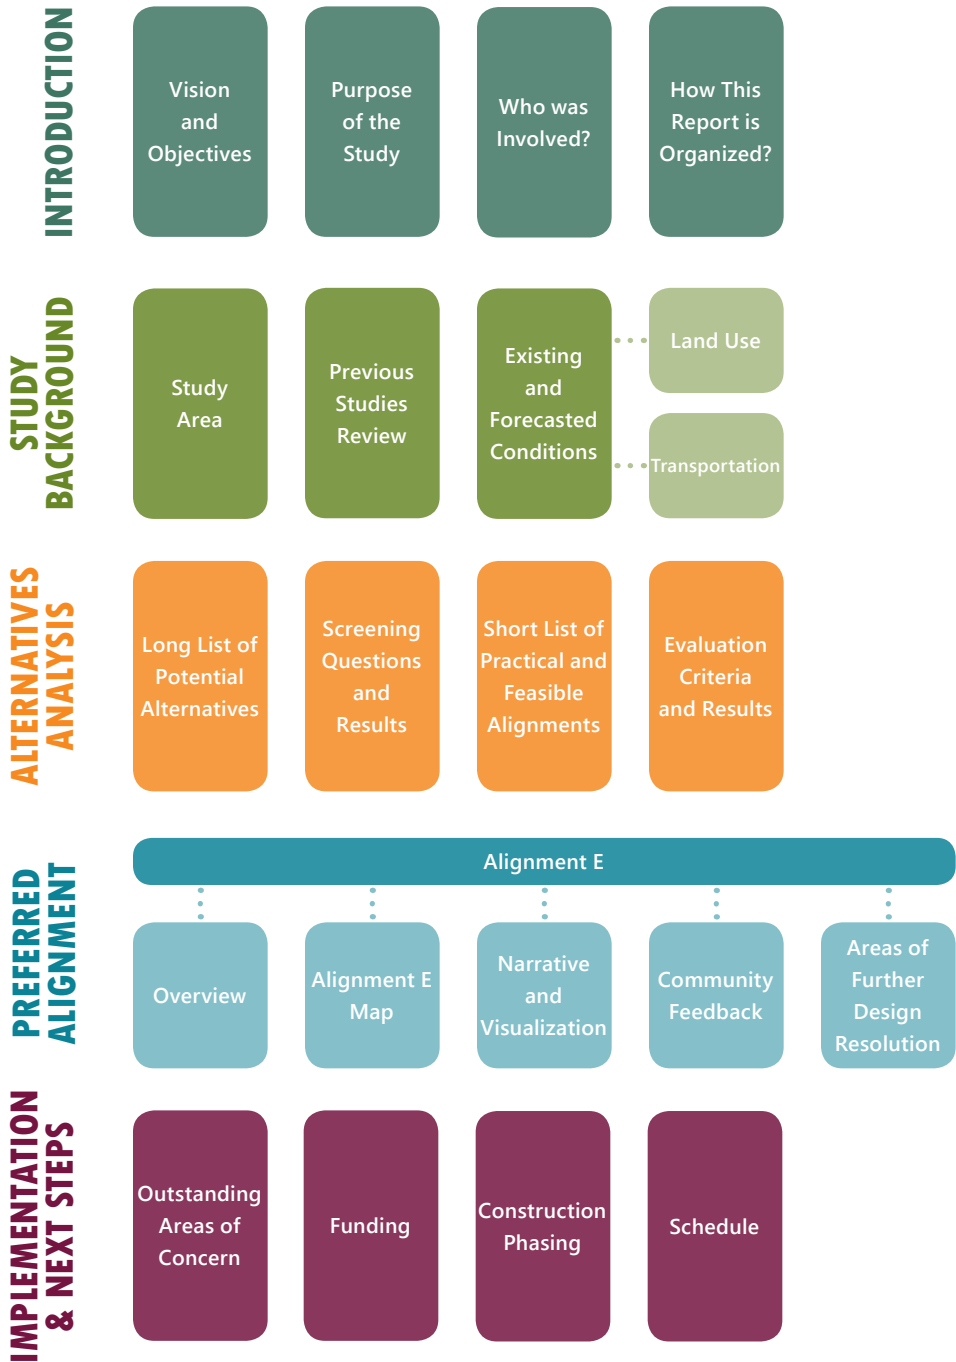 INTRODUCTION
Vision
and
Objectives
Purpose
of the
Study
Who was
Involved?
How This
Report is
Organized?
STUDY
BACKGROUND
Study
Area
Previous
Studies
Review
Existing
and
Forecasted
Conditions
Land Use
Transportation
ALTERNATIVES
ANALYSIS
Long List of
Potential
Alternatives
Screening
Questions
and
Results
Short List of
Practical and
Feasible
Alignments
Evaluation
Criteria
and Results
PREFERRED
ALIGNMENT
Alignment E
Overview
Alignment E
Map
Narrative
and
Visualization
Community
Feedback
Areas of
Further
Design
Resolution
IMPLEMENTATION
& NEXT STEPS
Outstanding
Areas of
Concern
Funding
Construction
Phasing
Schedule